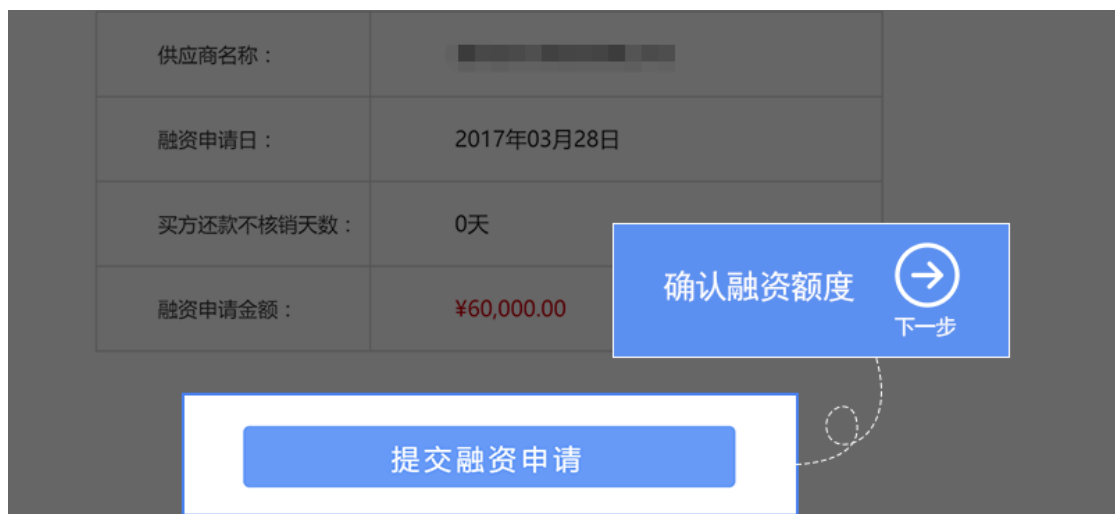 供应商名称：
融资申请日： 2017年03月28日
买方还款不核销天数： 0天
融资申请金额： ¥60,000.00
确认融资额度
下一步
提交融资申请